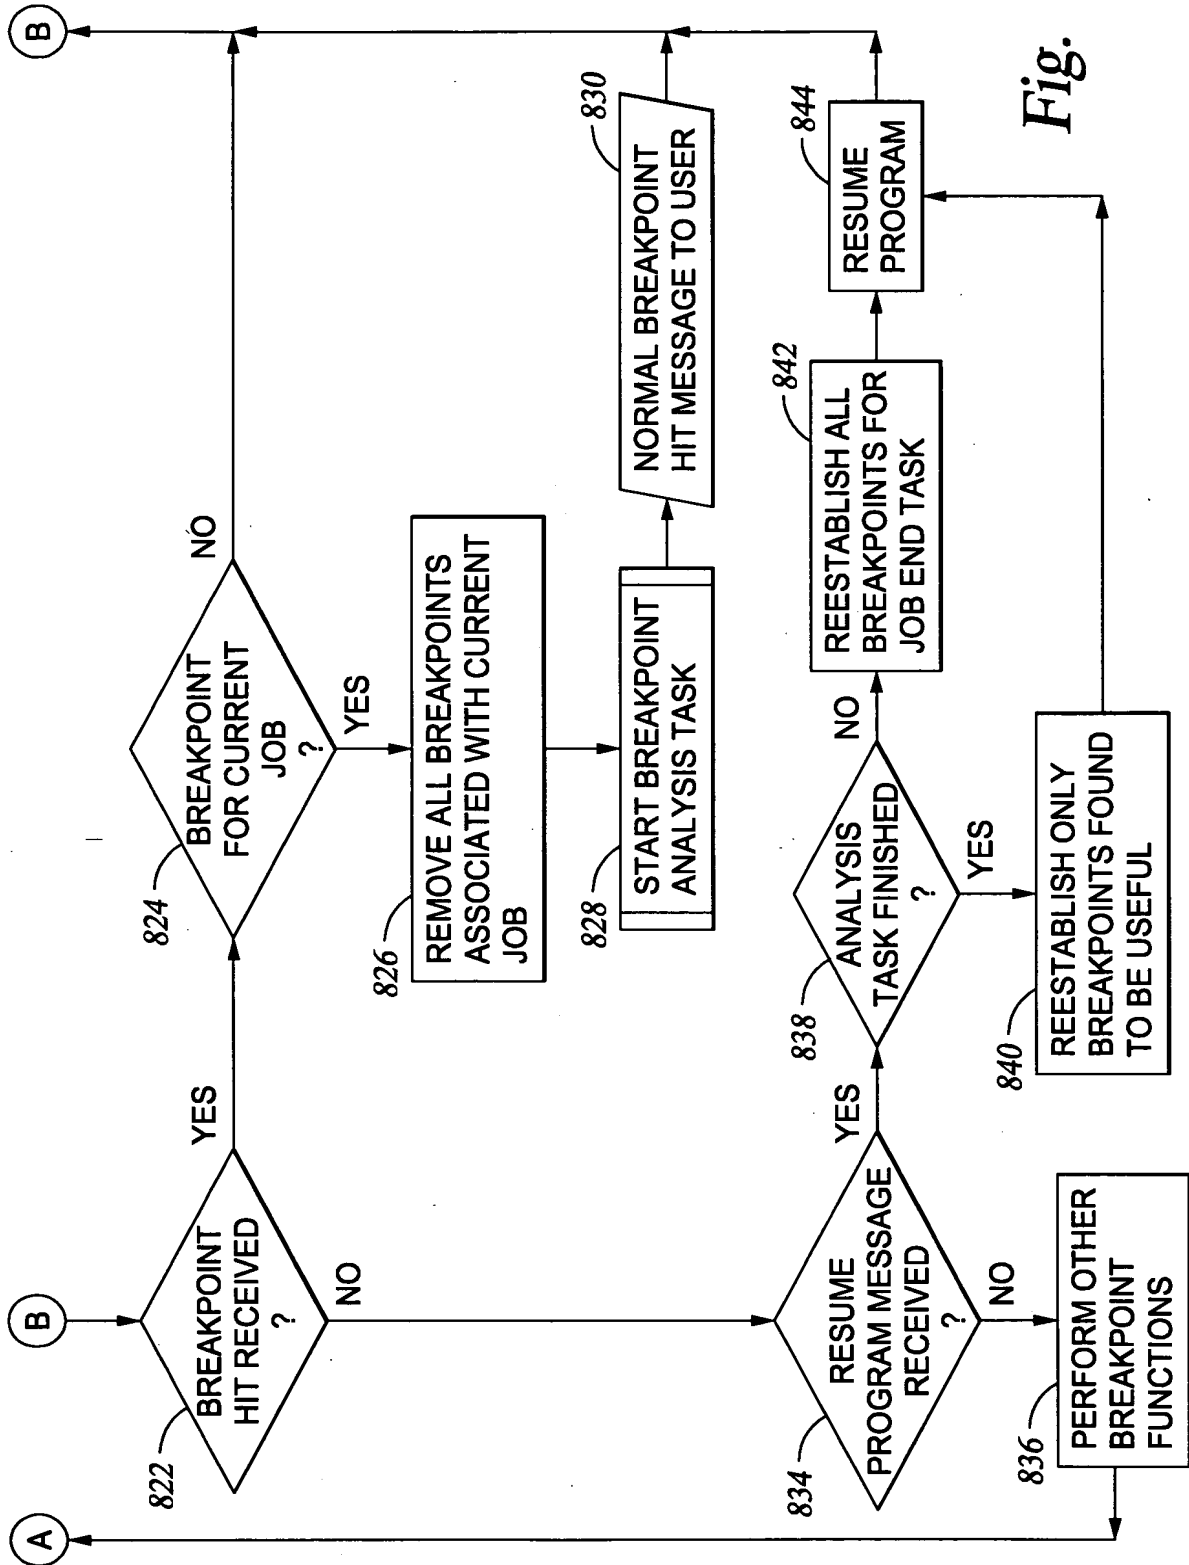 A
B
B
822
BREAKPOINT
HIT RECEIVED
?
YES
NO
824
BREAKPOINT
FOR CURRENT
JOB
?
NO
YES
826
REMOVE ALL BREAKPOINTS
ASSOCIATED WITH CURRENT
JOB
828
START BREAKPOINT
ANALYSIS TASK
830
NORMAL BREAKPOINT
HIT MESSAGE TO USER
834
RESUME
PROGRAM MESSAGE
RECEIVED
?
YES
NO
836
PERFORM OTHER
BREAKPOINT
FUNCTIONS
838
ANALYSIS
TASK FINISHED
?
NO
YES
840
REESTABLISH ONLY
BREAKPOINTS FOUND
TO BE USEFUL
842
REESTABLISH ALL
BREAKPOINTS FOR
JOB END TASK
844
RESUME
PROGRAM
Fig.